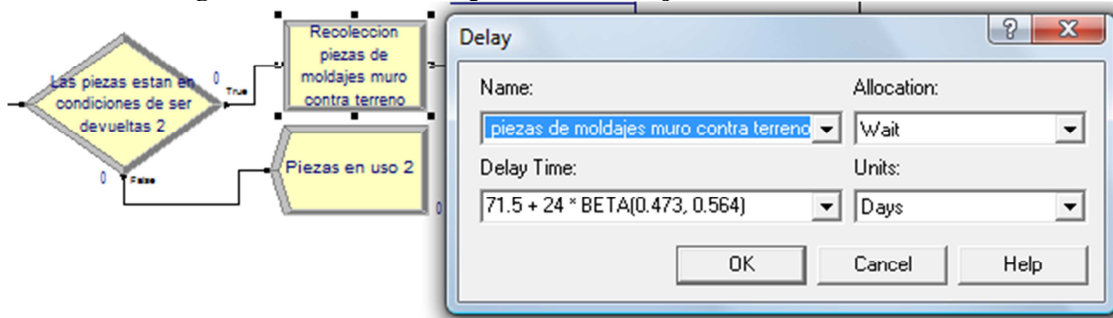 Las piezas estan en
condiciones de ser
devueltas 2
0
True
0
False
Recoleccion
piezas de
moldajes muro
contra terreno
Piezas en uso 2
0
Delay
?
X
Name:
Allocation:
piezas de moldajes muro contra terreno
Wait
Delay Time:
Units:
71.5 + 24 * BETA(0.473, 0.564)
Days
OK
Cancel
Help